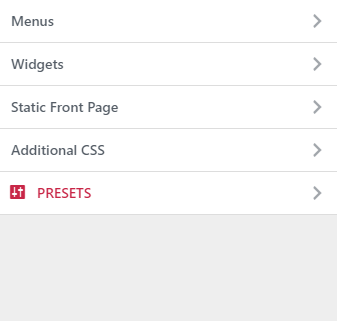 Menus
Widgets
Static Front Page
Additional CSS
PRESETS